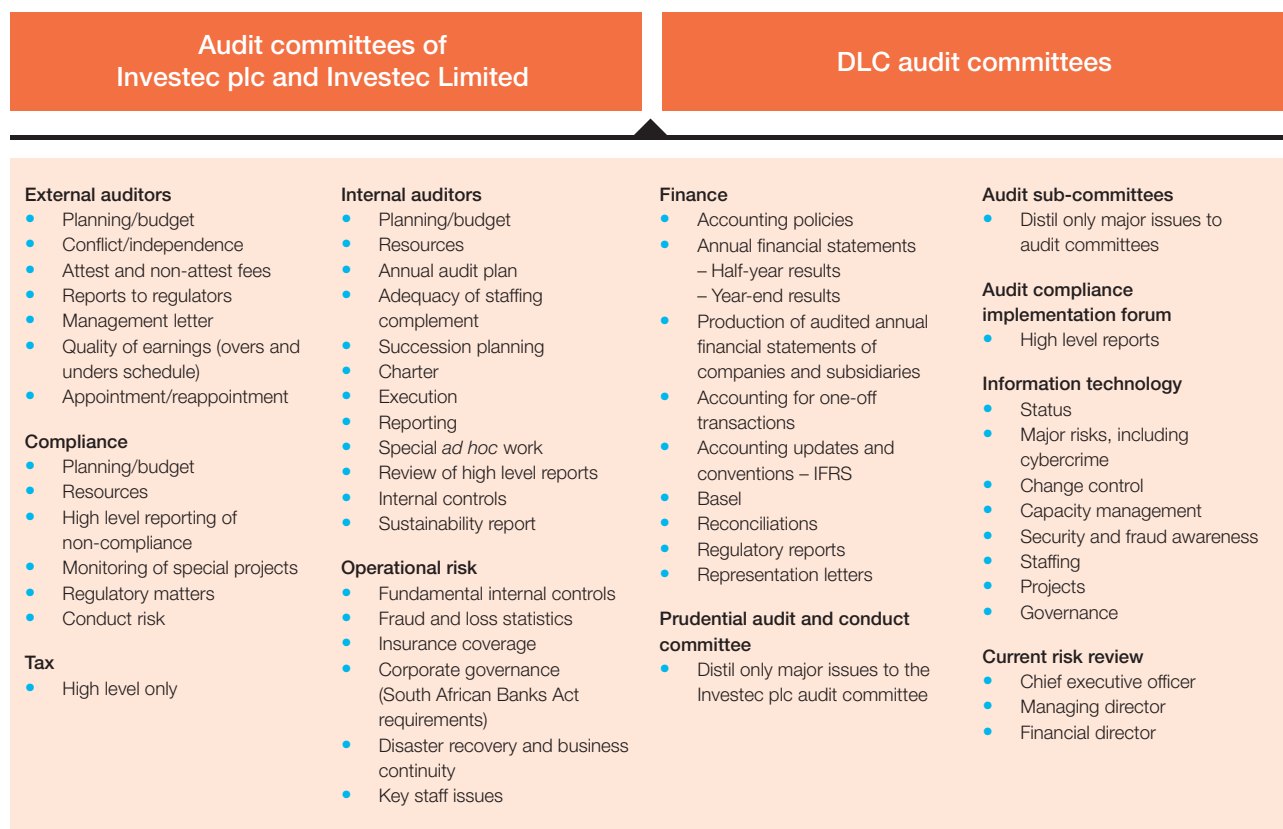 Audit committees of
Investec plc and Investec Limited
DLC audit committees
External auditors
• Planning/budget
• Conflict/independence
• Attest and non-attest fees
• Reports to regulators
• Management letter
• Quality of earnings (overs and
unders schedule)
• Appointment/reappointment
Compliance
• Planning/budget
• Resources
• High level reporting of
non-compliance
• Monitoring of special projects
• Regulatory matters
• Conduct risk
Tax
• High level only
Internal auditors
• Planning/budget
• Resources
• Annual audit plan
• Adequacy of staffing
complement
• Succession planning
• Charter
• Execution
• Reporting
• Special ad hoc work
• Review of high level reports
• Internal controls
• Sustainability report
Operational risk
• Fundamental internal controls
• Fraud and loss statistics
• Insurance coverage
• Corporate governance
(South African Banks Act
requirements)
• Disaster recovery and business
continuity
• Key staff issues
Finance
• Accounting policies
• Annual financial statements
– Half-year results
– Year-end results
• Production of audited annual
financial statements of
companies and subsidiaries
• Accounting for one-off
transactions
• Accounting updates and
conventions – IFRS
• Basel
• Reconciliations
• Regulatory reports
• Representation letters
Prudential audit and conduct
committee
• Distil only major issues to the
Investec plc audit committee
Audit sub-committees
• Distil only major issues to
audit committees
Audit compliance
implementation forum
• High level reports
Information technology
• Status
• Major risks, including
cybercrime
• Change control
• Capacity management
• Security and fraud awareness
• Staffing
• Projects
• Governance
Current risk review
• Chief executive officer
• Managing director
• Financial director